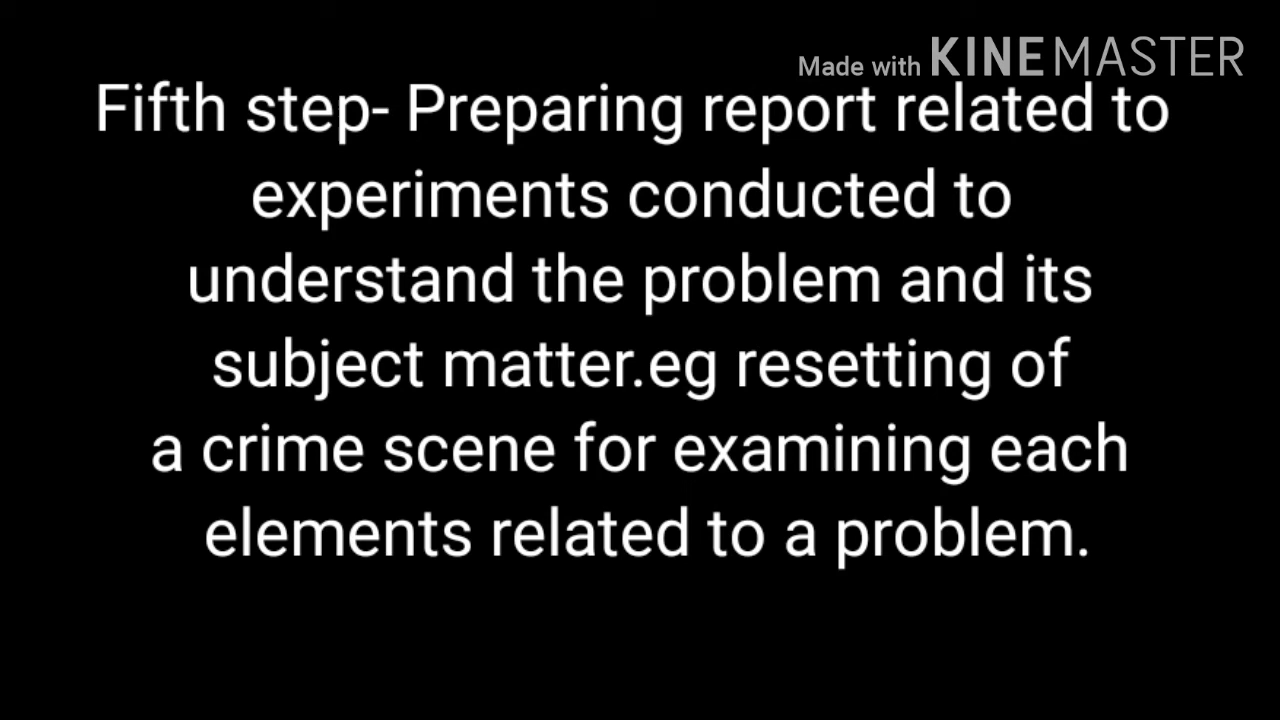 Made with KINEMASTER
Fifth step- Preparing report related to
experiments conducted to
understand the problem and its
subject matter.eg resetting of
a crime scene for examining each
elements related to a problem.